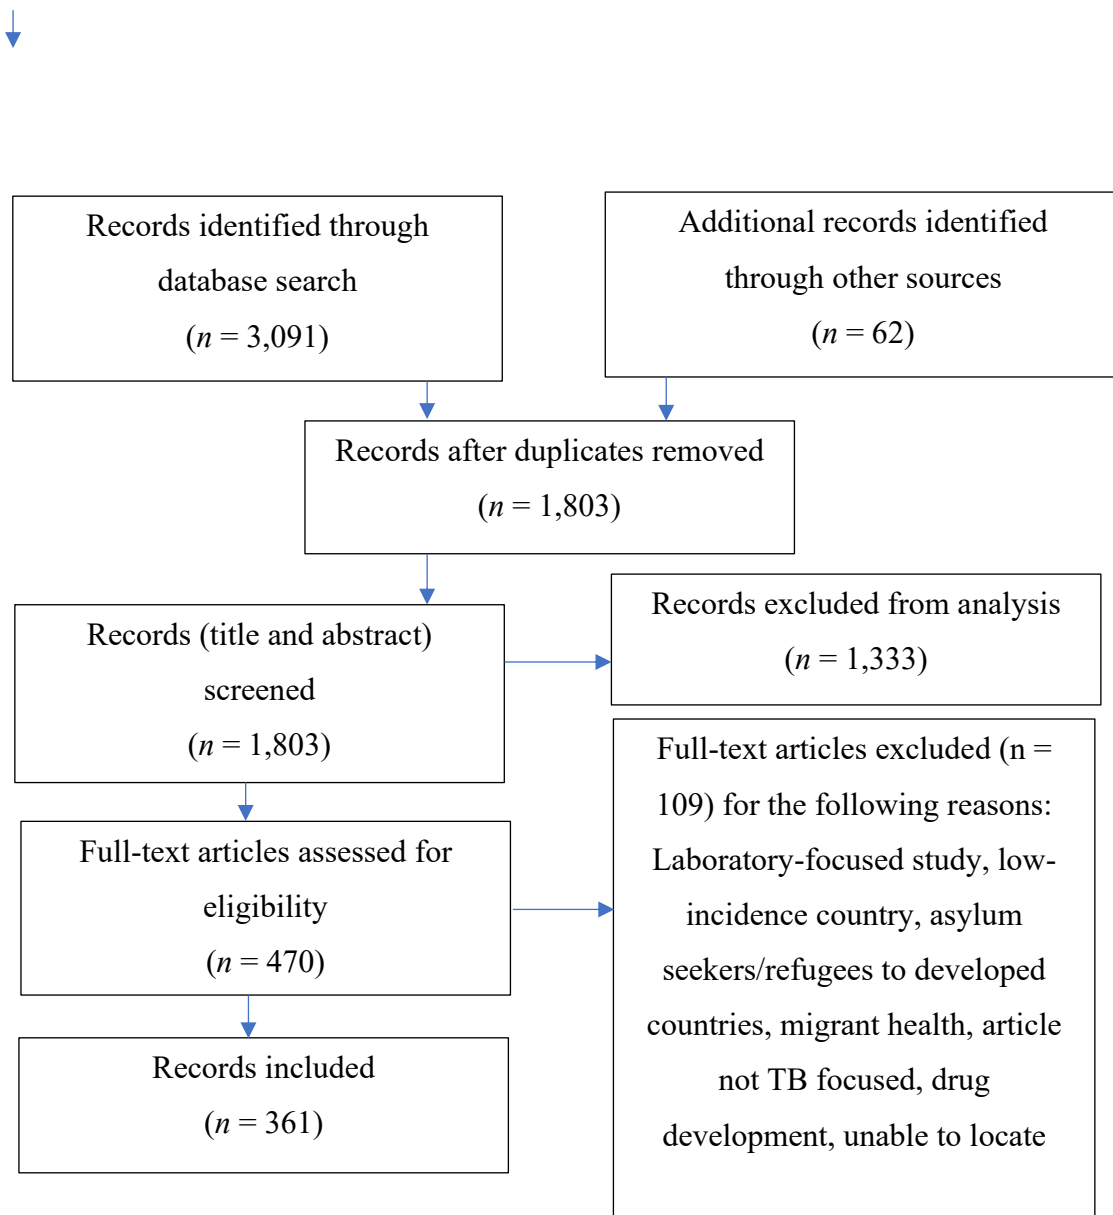 Records identified through
database search
(n = 3,091)
Additional records identified
through other sources
(n = 62)
Records after duplicates removed
(n = 1,803)
Records excluded from analysis
(n = 1,333)
Records (title and abstract)
screened
(n = 1,803)
Full-text articles excluded (n =
109) for the following reasons:
Laboratory-focused study, low-
incidence country, asylum
seekers/refugees to developed
countries, migrant health, article
not TB focused, drug
development, unable to locate
Full-text articles assessed for
eligibility
(n = 470)
Records included
(n = 361)